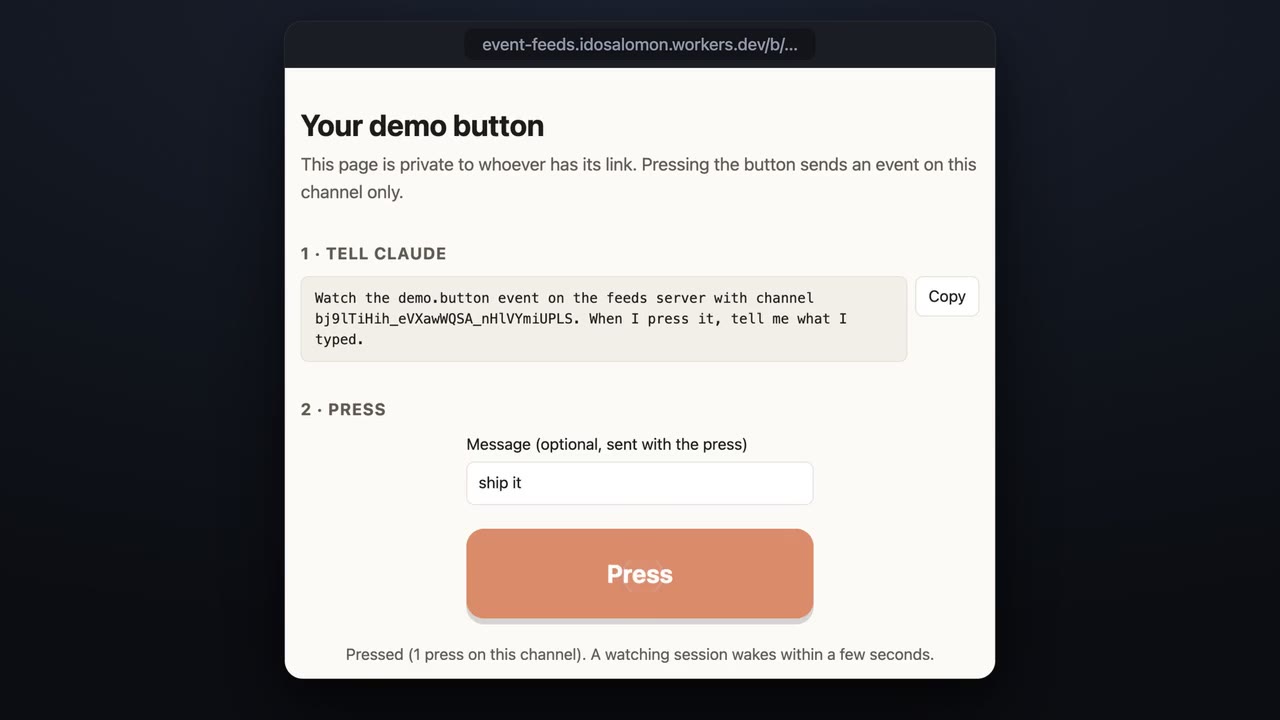 event-feeds.idosalomon.workers.dev/b/...
Your demo button
This page is private to whoever has its link. Pressing the button sends an event on this
channel only.
1 · TELL CLAUDE
Watch the demo.button event on the feeds server with channel
bj9lTiHih_eVXawWQSA_nHlVYmiUPLS. When I press it, tell me what I
typed.
Copy
2 · PRESS
Message (optional, sent with the press)
ship it
Press
Pressed (1 press on this channel). A watching session wakes within a few seconds.